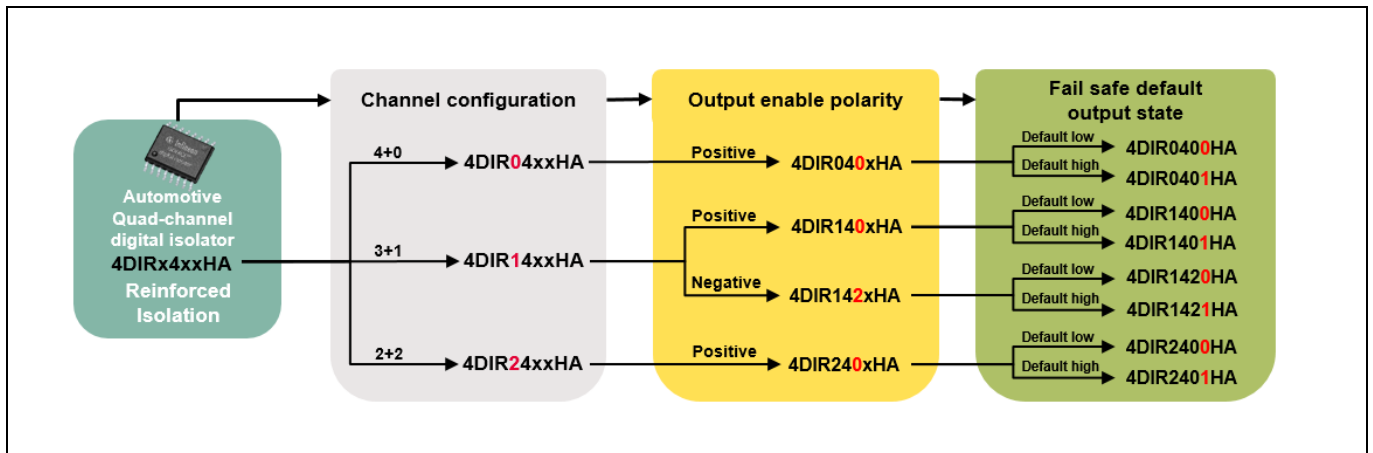 Channel configuration
Output enable polarity
Fail safe default
output state
Infineon
Automotive
Quad-channel
digital isolator
4DIRx4xxHA
Reinforced
Isolation
4+0
4DIR04xxHA
3+1
4DIR14xxHA
2+2
4DIR24xxHA
Positive
4DIR040xHA
Positive
4DIR140xHA
Negative
4DIR142xHA
Positive
4DIR240xHA
Default low
4DIR0400HA
Default high
4DIR0401HA
Default low
4DIR1400HA
Default high
4DIR1401HA
Default low
4DIR1420HA
Default high
4DIR1421HA
Default low
4DIR2400HA
Default high
4DIR2401HA